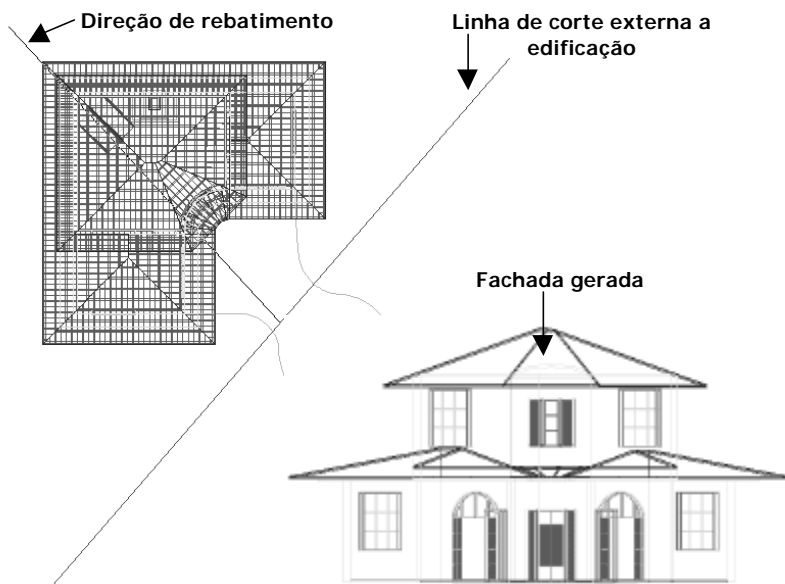 Direção de rebatimento
Linha de corte externa a
edificação
Fachada gerada